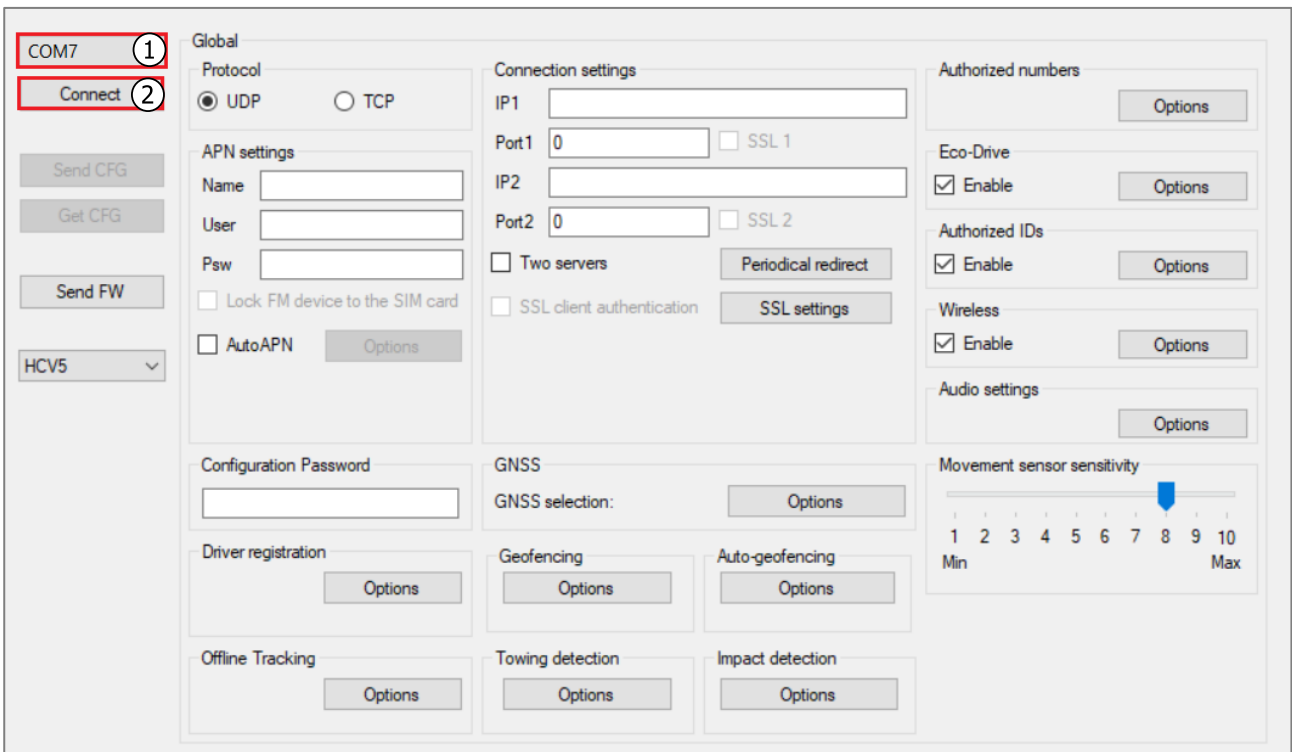 COM7 1
Connect 2
Send CFG
Get CFG
Send FW
HCV5
Global
Protocol
UDP TCP
APN settings
Name
User
Psw
Lock FM device to the SIM card
AutoAPN Options
Connection settings
IP1
Port1 0 SSL 1
IP2
Port2 0 SSL 2
Two servers Periodical redirect
SSL client authentication SSL settings
Authorized numbers
Options
Eco-Drive
Enable Options
Authorized IDs
Enable Options
Wireless
Enable Options
Audio settings
Options
Configuration Password
GNSS
GNSS selection: Options
Movement sensor sensitivity
1 2 3 4 5 6 7 8 9 10
Min Max
Driver registration
Options
Geofencing
Options
Auto-geofencing
Options
Offline Tracking
Options
Towing detection
Options
Impact detection
Options